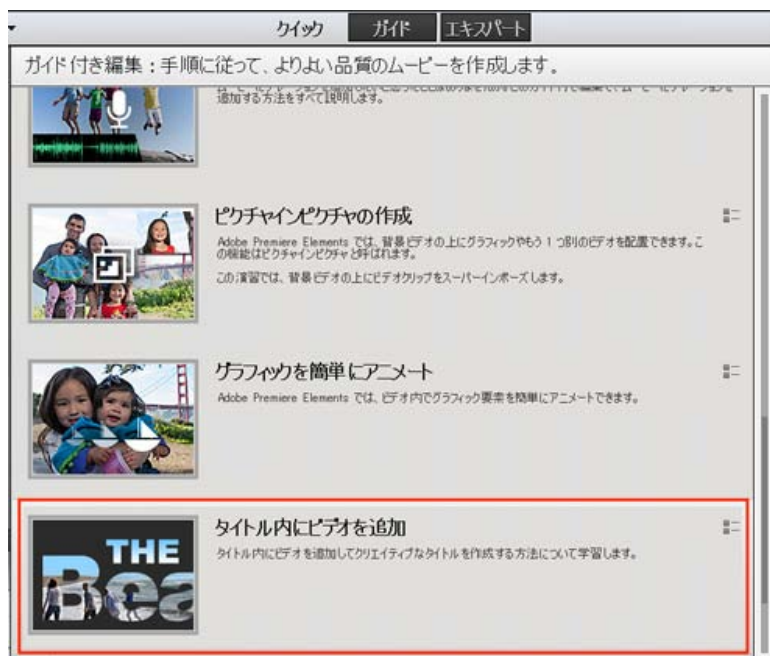 クイック ガイド エキスパート
ガイド付き編集：手順に従って、よりよい品質のムービーを作成します。
追加する方法をすべて説明します。
ピクチャインピクチャの作成
Adobe Premiere Elements では、背景ビデオの上にグラフィックやもう 1 つ別のビデオを配置できます。こ
の機能はピクチャインピクチャと呼ばれます。
この演習では、背景ビデオの上にビデオクリップをスーパーインポーズします。
グラフィックを簡単にアニメート
Adobe Premiere Elements では、ビデオ内でグラフィック要素を簡単にアニメートできます。
タイトル内にビデオを追加
タイトル内にビデオを追加してクリエイティブなタイトルを作成する方法について学習します。
THE
Bea